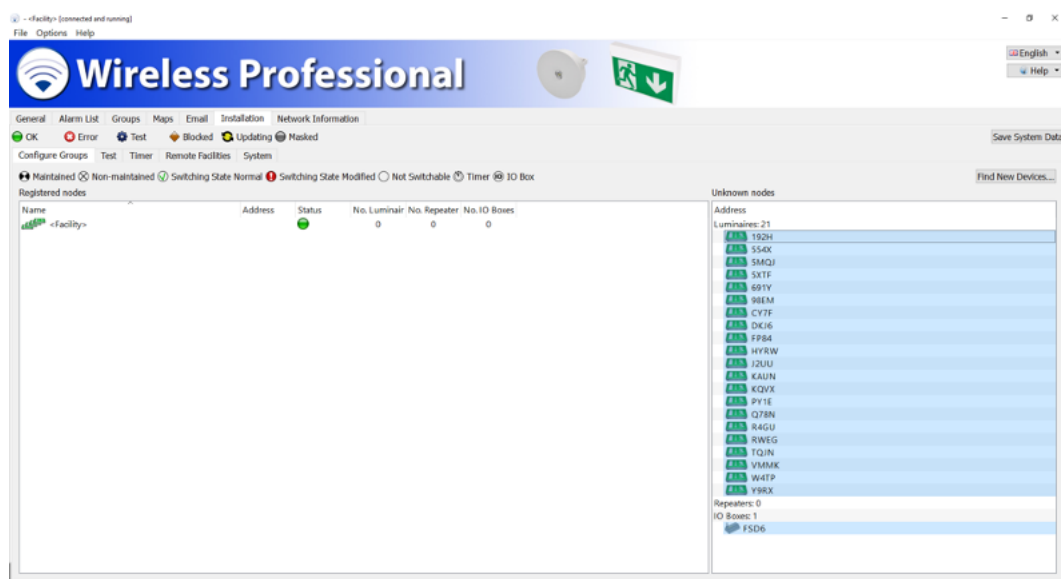 - <Facility> [connected and running]
File Options Help
Wireless Professional
English
Help
General Alarm List Groups Maps Email Installation Network Information
OK Error Test Blocked Updating Masked
Save System Data
Configure Groups Test Timer Remote Facilities System
Maintained Non-maintained Switching State Normal Switching State Modified Not Switchable Timer IO Box
Find New Devices...
Registered nodes
Unknown nodes
Name Address Status No. Luminair No. Repeater No. IO Boxes
<Facility> 0 0 0
Address
Luminaires: 21
192H
554X
5MQJ
5XTF
691Y
98EM
CY7F
DKJ6
FP84
HYRW
J2UU
KAUN
KQVX
PY1E
Q78N
R4GU
RWEG
TQJN
VMMK
W4TP
Y9RX
Repeaters: 0
IO Boxes: 1
FSD6